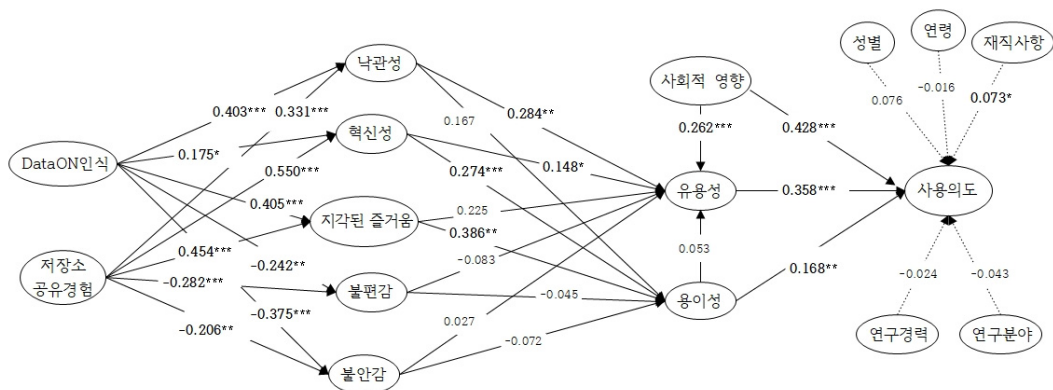 성별
연령
재직사항
낙관성
사회적 영향
0.403***
0.331***
0.284**
0.167
0.076
-0.016
0.073*
혁신성
0.262***
0.428***
DataON인식
0.175*
0.550***
0.274***
0.148*
유용성
0.358***
사용의도
0.405***
지각된 즐거움
0.225
0.386**
0.454***
-0.242**
-0.083
0.053
저장소
공유경험
-0.282***
불편감
-0.045
용이성
0.168**
-0.024
-0.043
-0.206**
-0.375***
0.027
-0.072
불안감
연구경력
연구분야